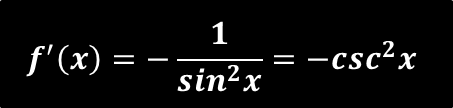 f'(x) = − 1/sin²x = −csc²x